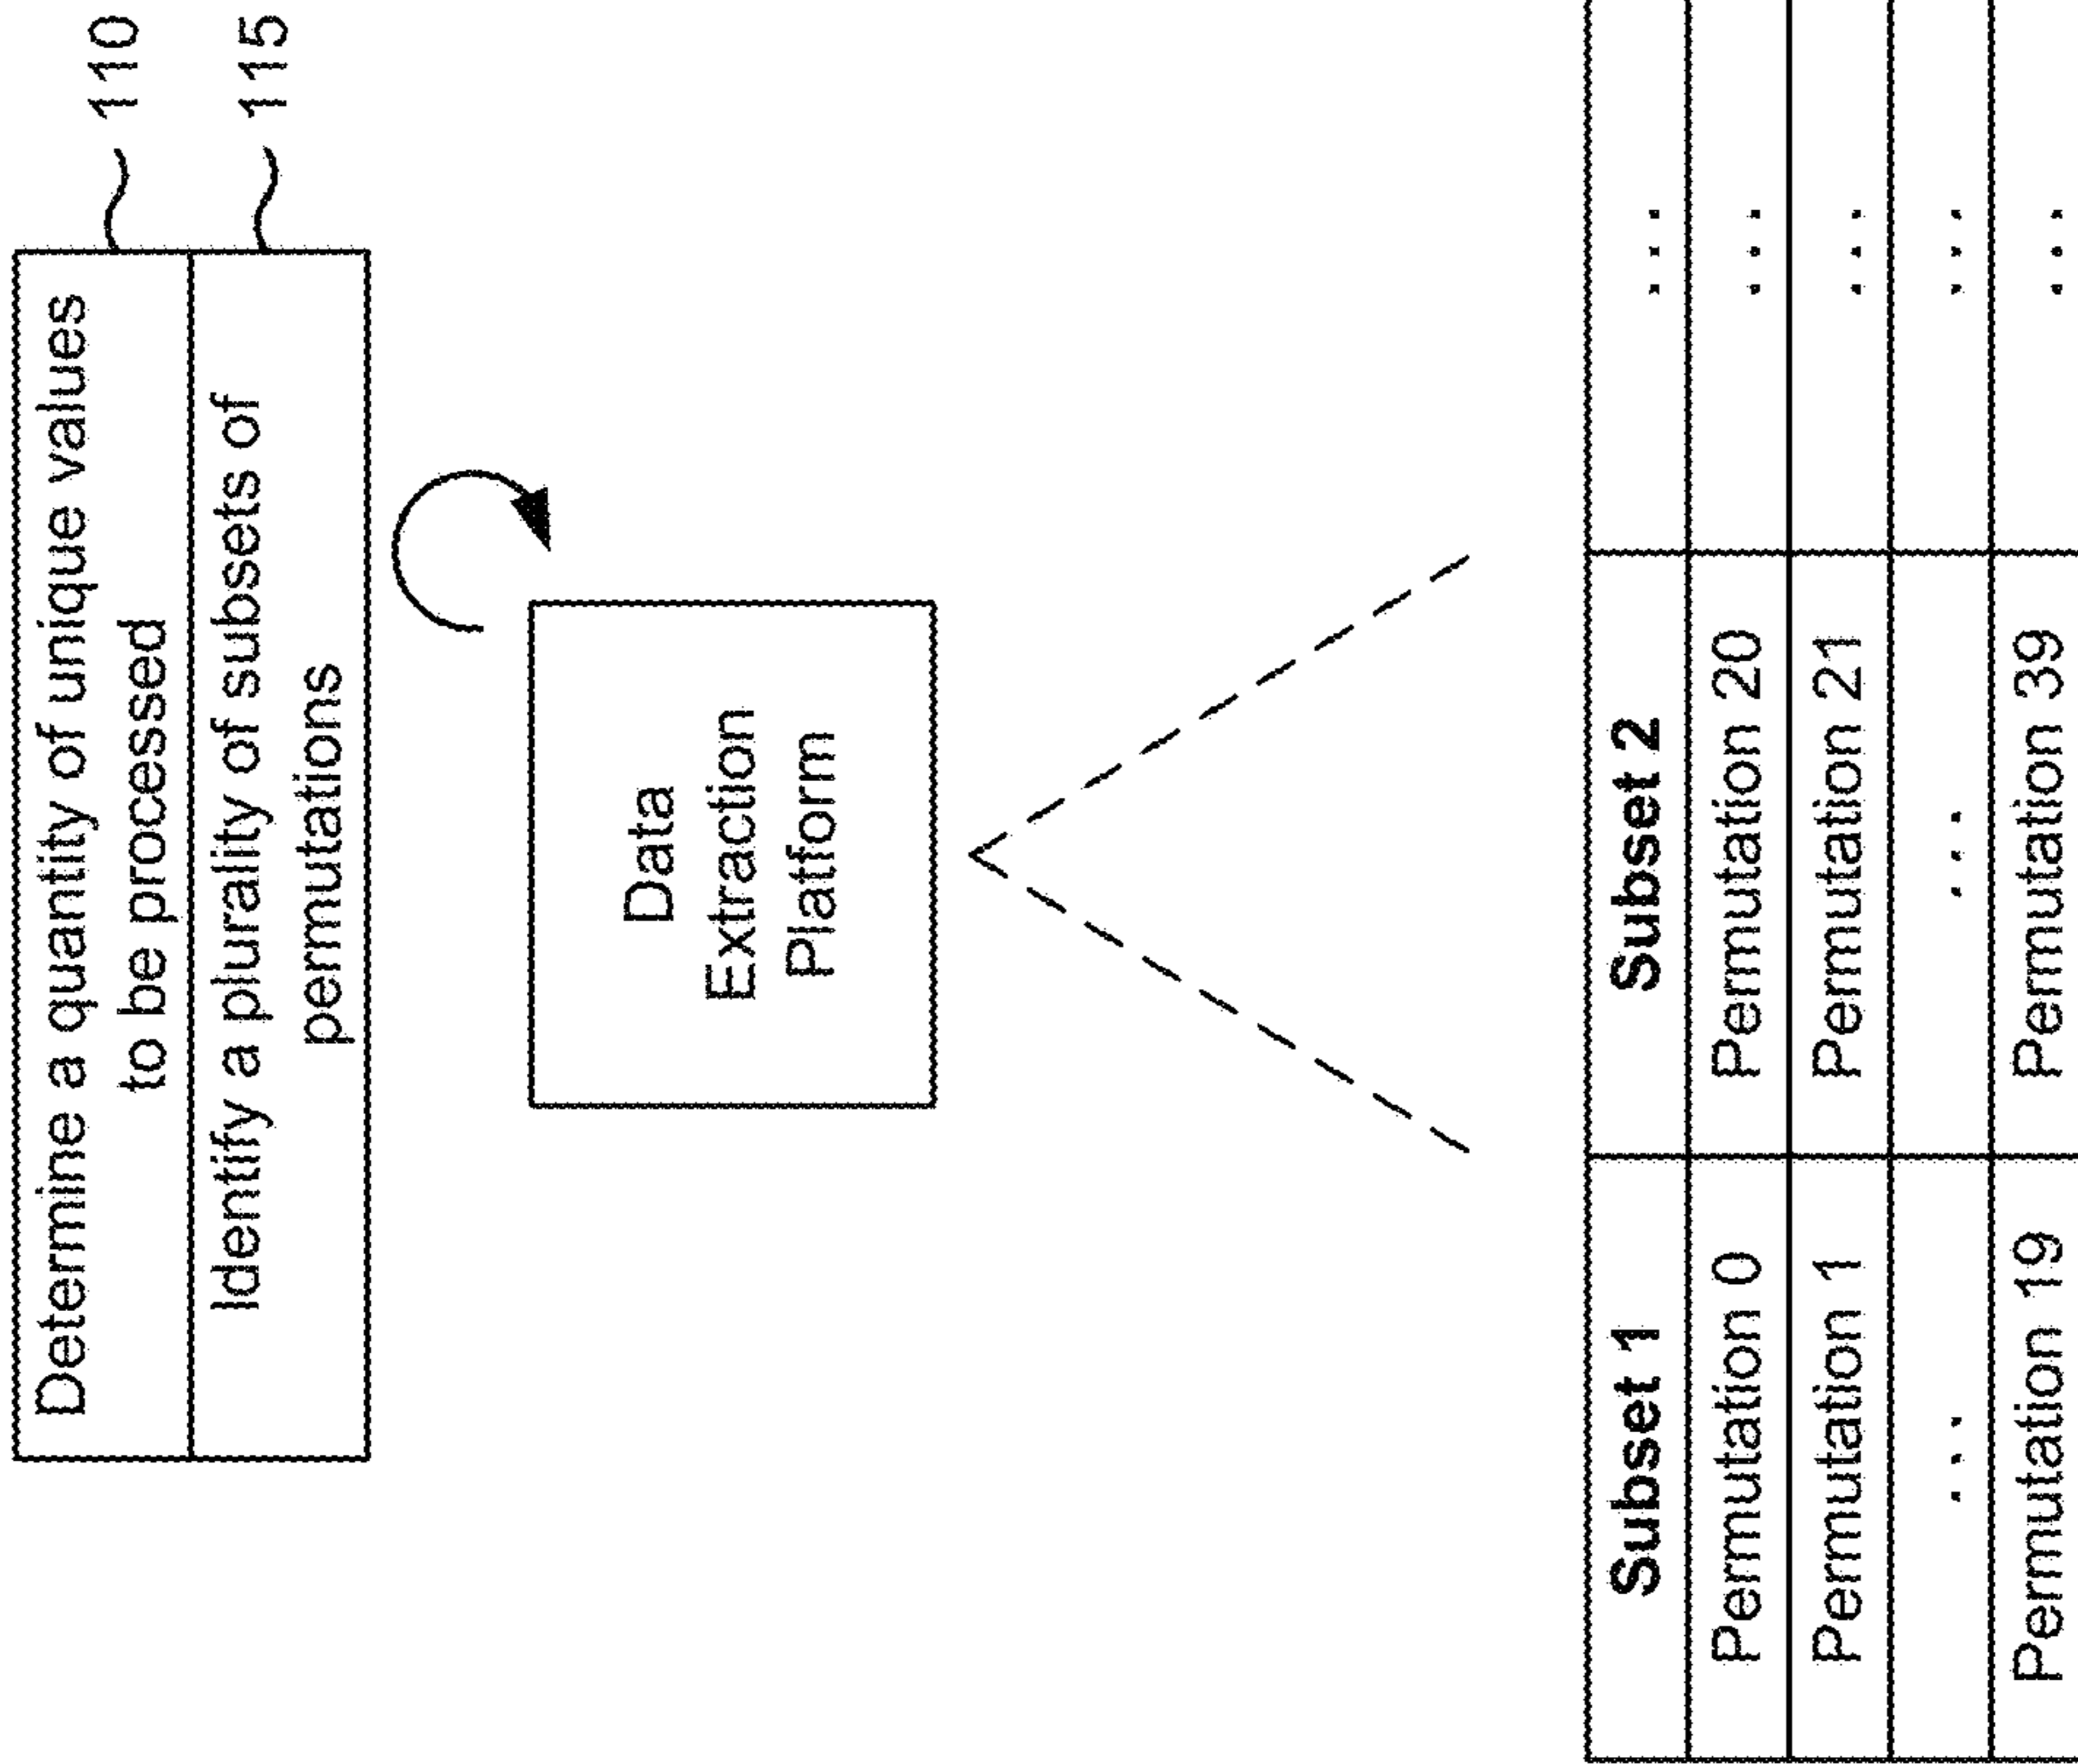 Determine a quantity of unique values
to be processed
110
Identify a plurality of subsets of
permutations
115
Data
Extraction
Platform
Subset 1 Subset 2 ...
Permutation 0 Permutation 20 ...
Permutation 1 Permutation 21 ...
... ... ...
Permutation 19 Permutation 39 ...